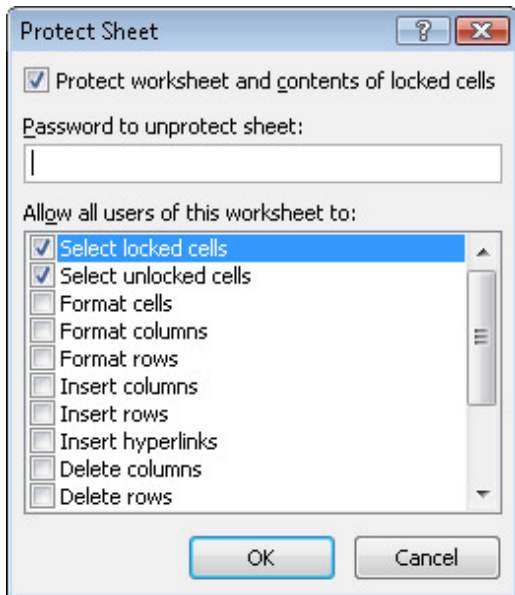 Protect Sheet
Protect worksheet and contents of locked cells
Password to unprotect sheet:
Allow all users of this worksheet to:
Select locked cells
Select unlocked cells
Format cells
Format columns
Format rows
Insert columns
Insert rows
Insert hyperlinks
Delete columns
Delete rows
OK Cancel